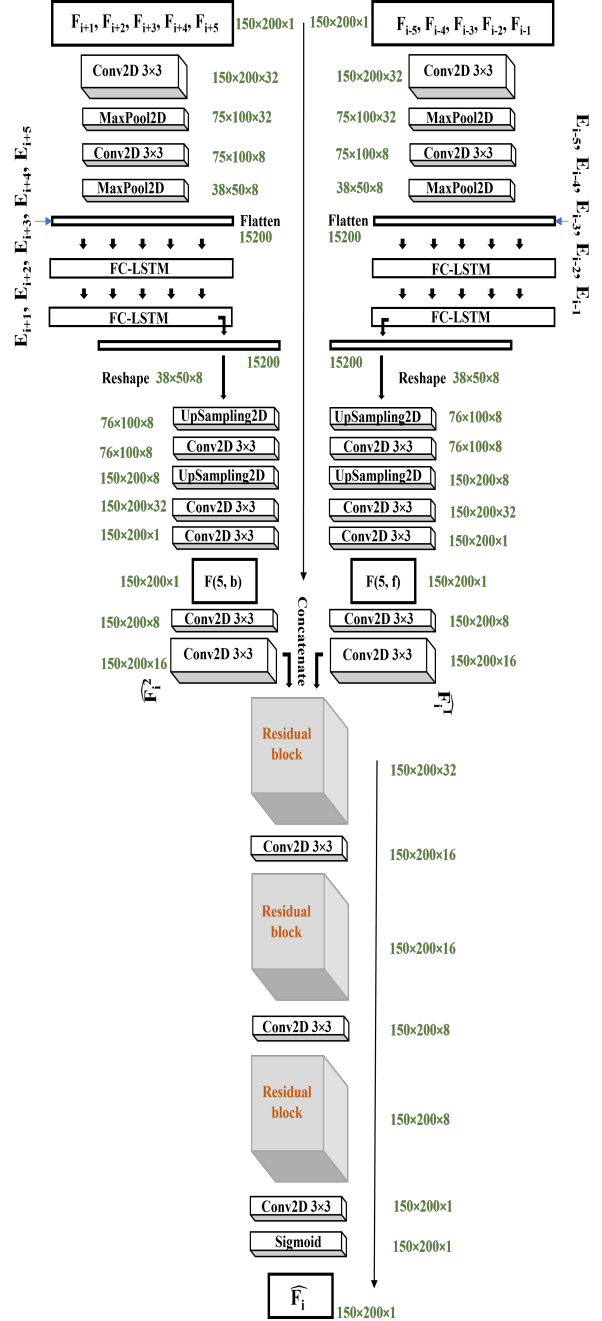 F_{i+1}, F_{i+2}, F_{i+3}, F_{i+4}, F_{i+5} 150×200×1
150×200×1 F_{i-5}, F_{i-4}, F_{i-3}, F_{i-2}, F_{i-1}
Conv2D 3×3 150×200×32
150×200×32 Conv2D 3×3
MaxPool2D 75×100×32
75×100×32 MaxPool2D
Conv2D 3×3 75×100×8
75×100×8 Conv2D 3×3
MaxPool2D 38×50×8
38×50×8 MaxPool2D
E_{i+1}, E_{i+2}, E_{i+3}, E_{i+4}, E_{i+5}
E_{i-5}, E_{i-4}, E_{i-3}, E_{i-2}, E_{i-1}
Flatten
15200
Flatten
15200
FC-LSTM
FC-LSTM
FC-LSTM
FC-LSTM
15200
15200
Reshape 38×50×8
Reshape 38×50×8
76×100×8 UpSampling2D
UpSampling2D 76×100×8
76×100×8 Conv2D 3×3
Conv2D 3×3 76×100×8
150×200×8 UpSampling2D
UpSampling2D 150×200×8
150×200×32 Conv2D 3×3
Conv2D 3×3 150×200×32
150×200×1 Conv2D 3×3
Conv2D 3×3 150×200×1
150×200×1 F(5, b)
F(5, f) 150×200×1
Concatenate
150×200×8 Conv2D 3×3
Conv2D 3×3 150×200×8
150×200×16 Conv2D 3×3
Conv2D 3×3 150×200×16
\widehat{F_i}^2
\widehat{F_i}^1
Residual
block
150×200×32
Conv2D 3×3 150×200×16
Residual
block
150×200×16
Conv2D 3×3 150×200×8
Residual
block
150×200×8
Conv2D 3×3 150×200×1
Sigmoid 150×200×1
\widehat{F_i} 150×200×1